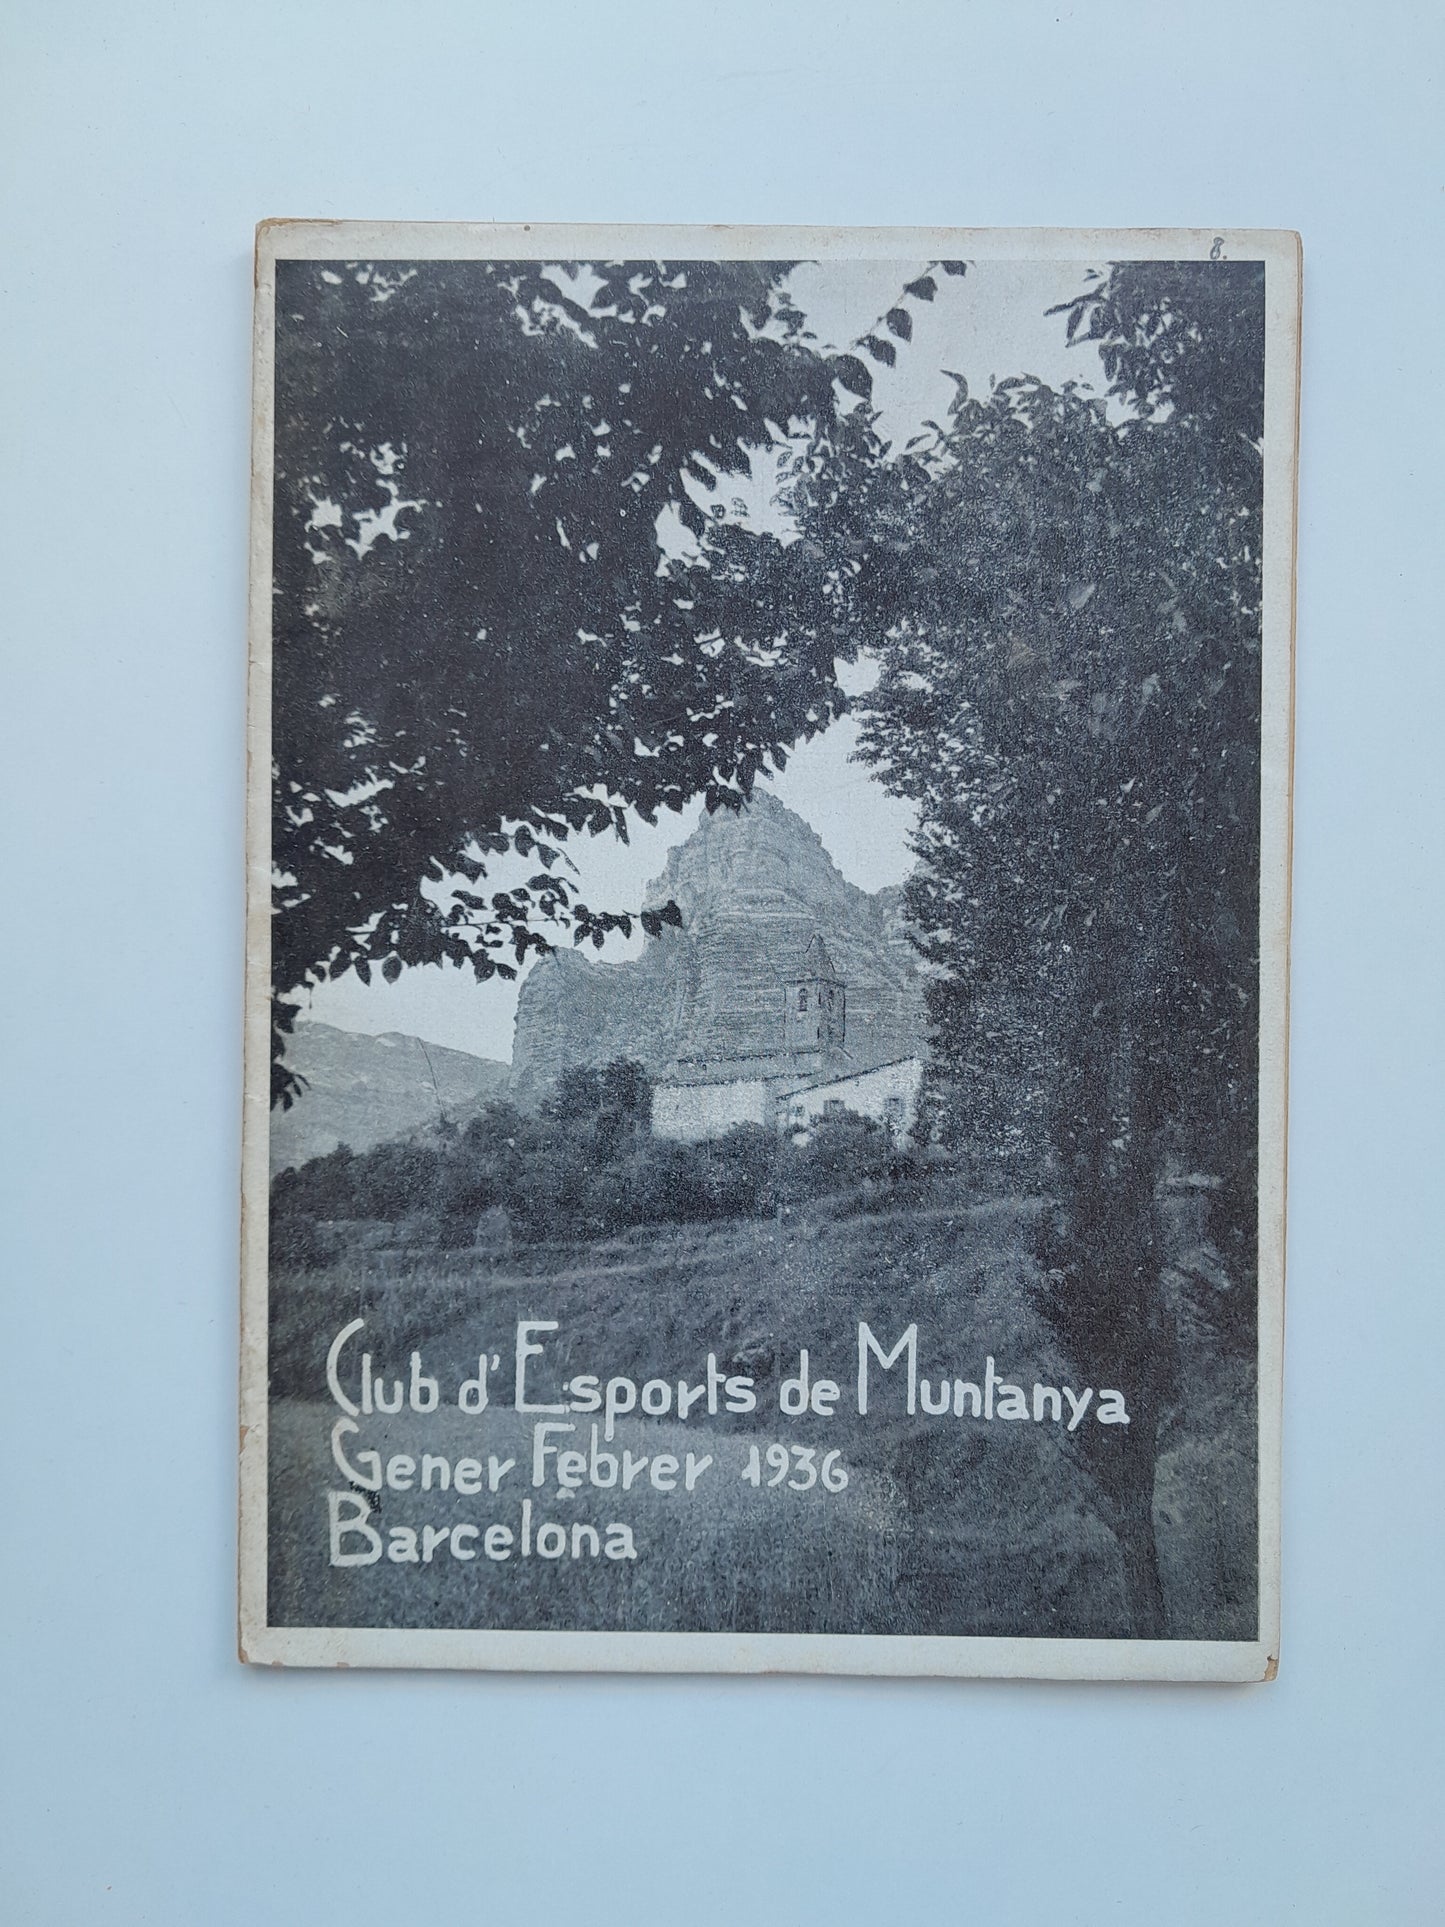 8.
Club d'Esports de Muntanya
Gener Febrer 1936
Barcelona